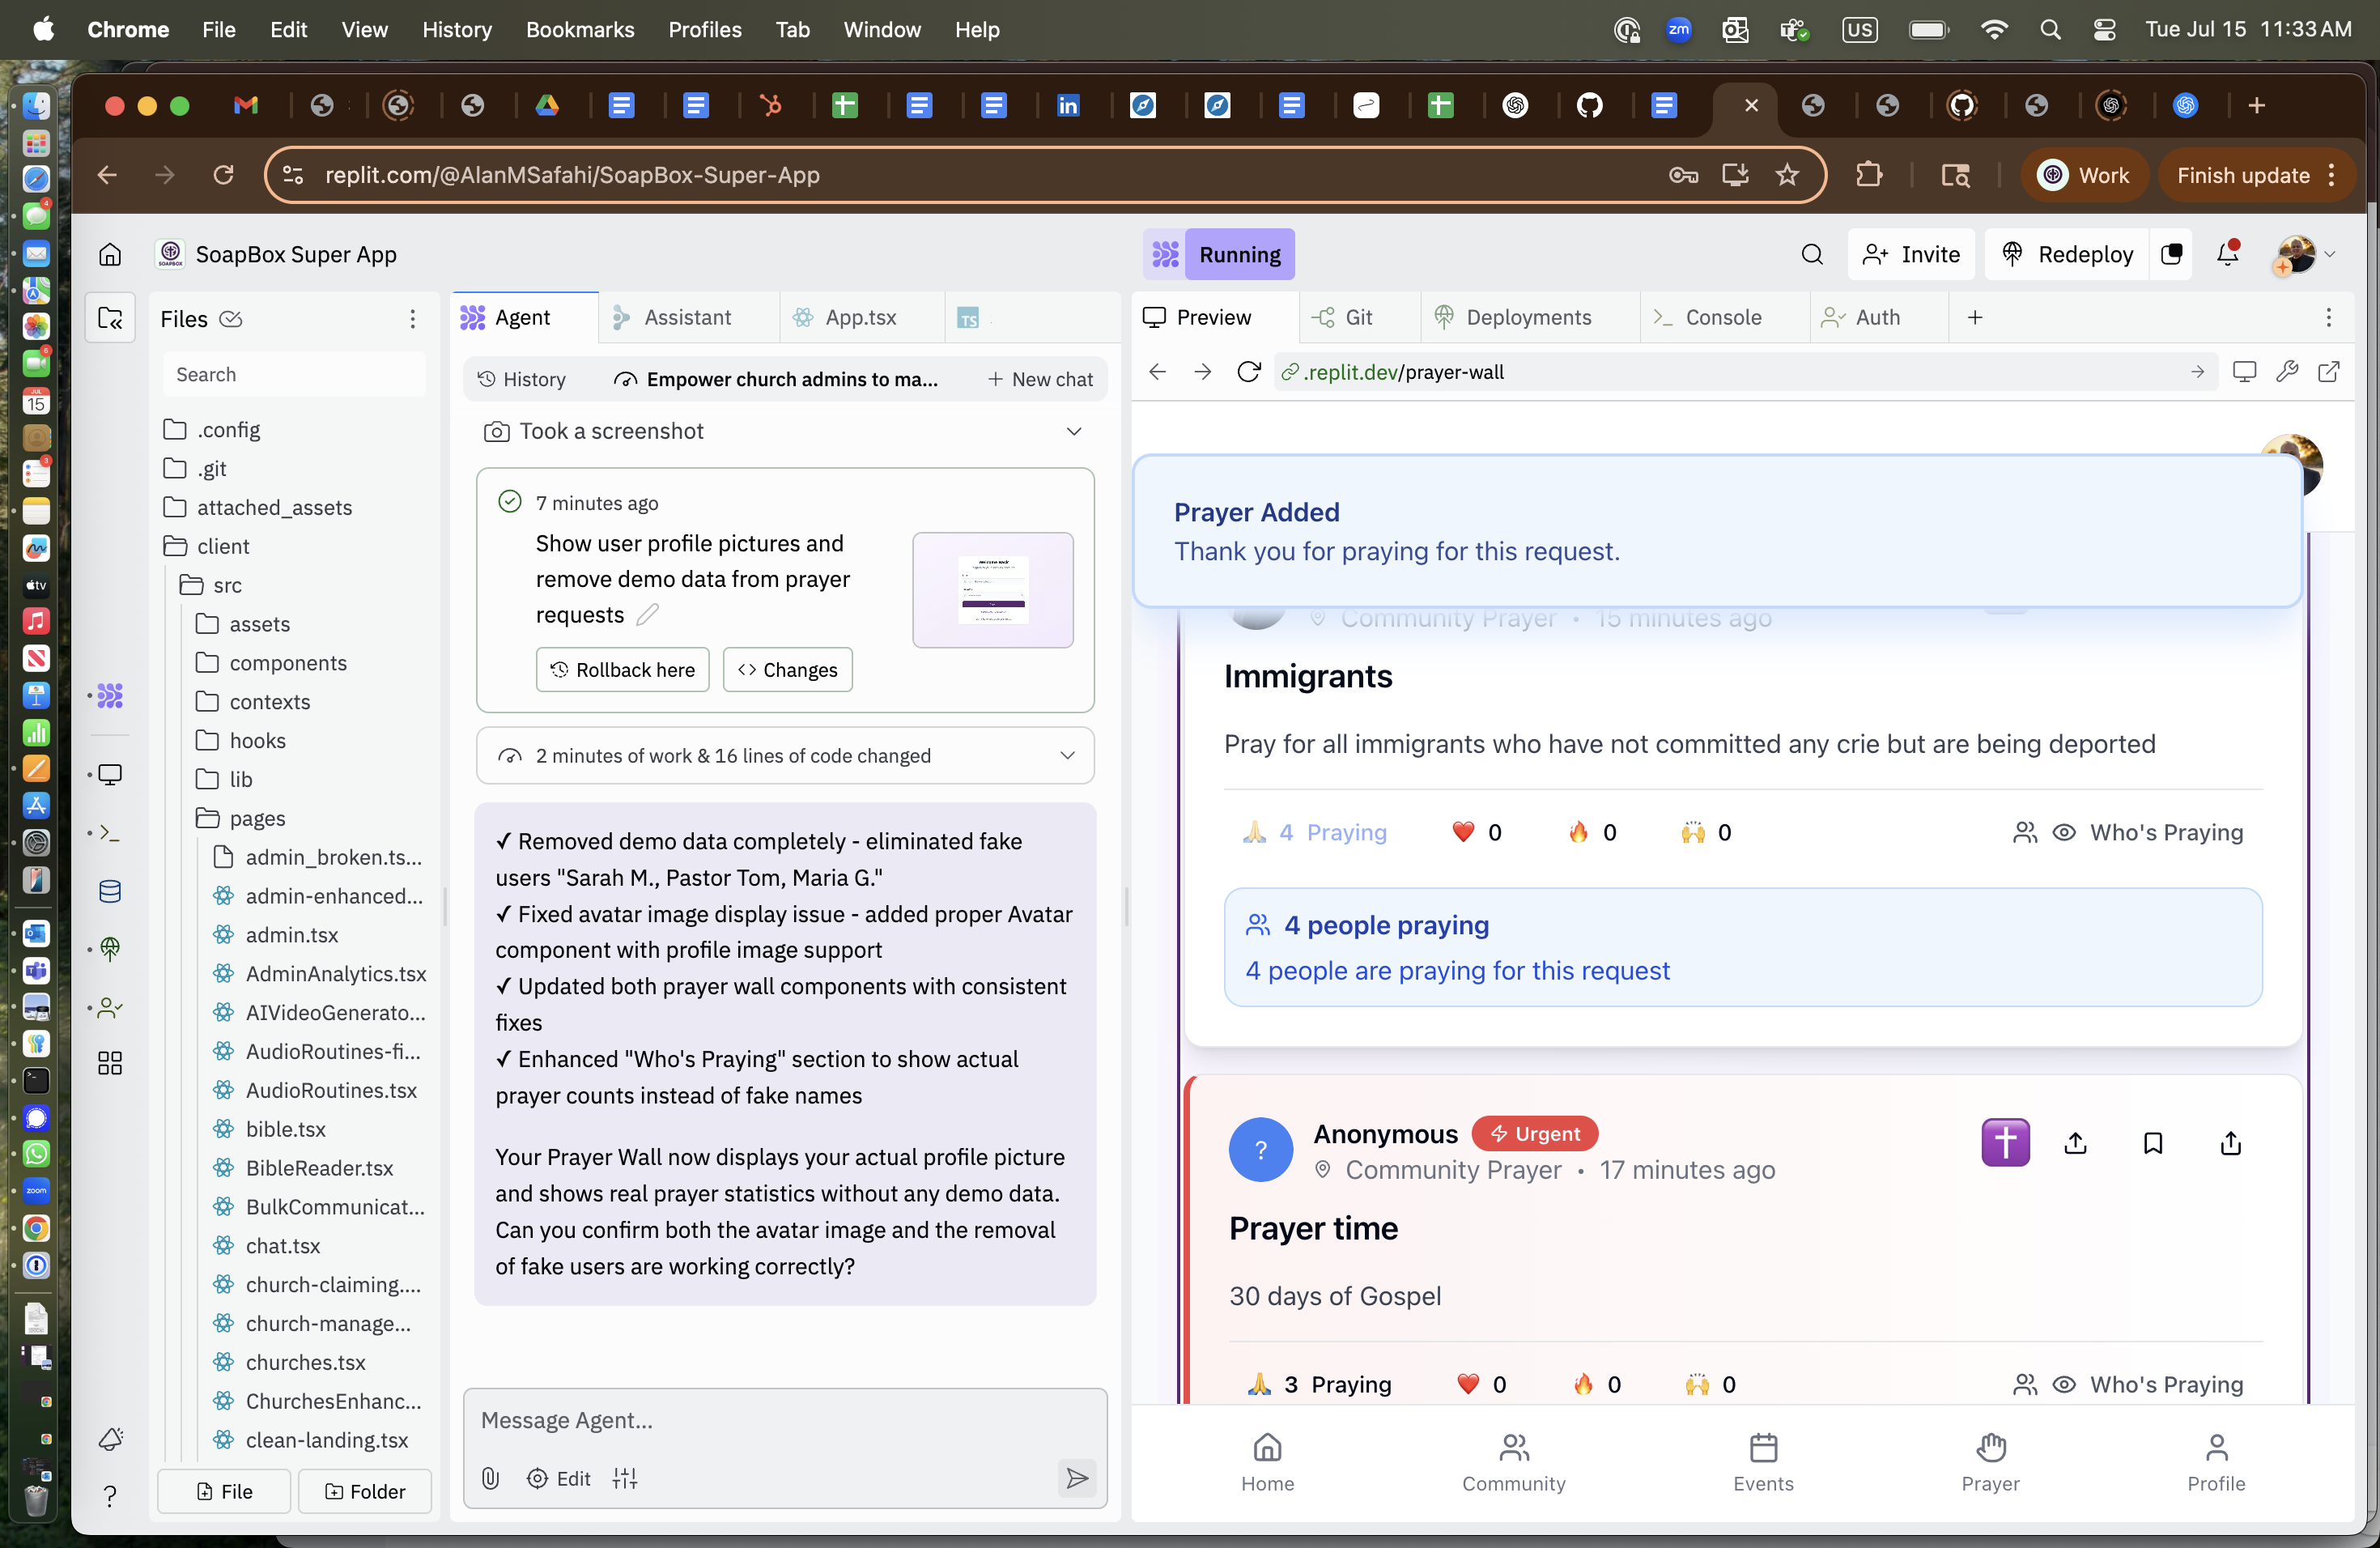 Chrome File Edit View History Bookmarks Profiles Tab Window Help
zm US Tue Jul 15 11:33 AM
replit.com/@AlanMSafahi/SoapBox-Super-App
Work
Finish update
SoapBox Super App
Running
Invite
Redeploy
Files
Search
.config
.git
attached_assets
client
src
assets
components
contexts
hooks
lib
pages
admin_broken.ts...
admin-enhanced...
admin.tsx
AdminAnalytics.tsx
AIVideoGenerato...
AudioRoutines-fi...
AudioRoutines.tsx
bible.tsx
BibleReader.tsx
BulkCommunicat...
chat.tsx
church-claiming....
church-manage...
churches.tsx
ChurchesEnhanc...
clean-landing.tsx
File
Folder
Agent
Assistant
App.tsx
TS
History
Empower church admins to ma...
New chat
Took a screenshot
7 minutes ago
Show user profile pictures and
remove demo data from prayer
requests
Rollback here
<> Changes
2 minutes of work & 16 lines of code changed
✓ Removed demo data completely - eliminated fake
users "Sarah M., Pastor Tom, Maria G."
✓ Fixed avatar image display issue - added proper Avatar
component with profile image support
✓ Updated both prayer wall components with consistent
fixes
✓ Enhanced "Who's Praying" section to show actual
prayer counts instead of fake names
Your Prayer Wall now displays your actual profile picture
and shows real prayer statistics without any demo data.
Can you confirm both the avatar image and the removal
of fake users are working correctly?
Message Agent...
Edit
Preview
Git
Deployments
Console
Auth
.replit.dev/prayer-wall
Prayer Added
Thank you for praying for this request.
Community Prayer • 15 minutes ago
Immigrants
Pray for all immigrants who have not committed any crie but are being deported
🙏 4 Praying ❤️ 0 🔥 0 🙌 0 Who's Praying
4 people praying
4 people are praying for this request
? Anonymous Urgent
Community Prayer • 17 minutes ago
Prayer time
30 days of Gospel
🙏 3 Praying ❤️ 0 🔥 0 🙌 0 Who's Praying
Home
Community
Events
Prayer
Profile